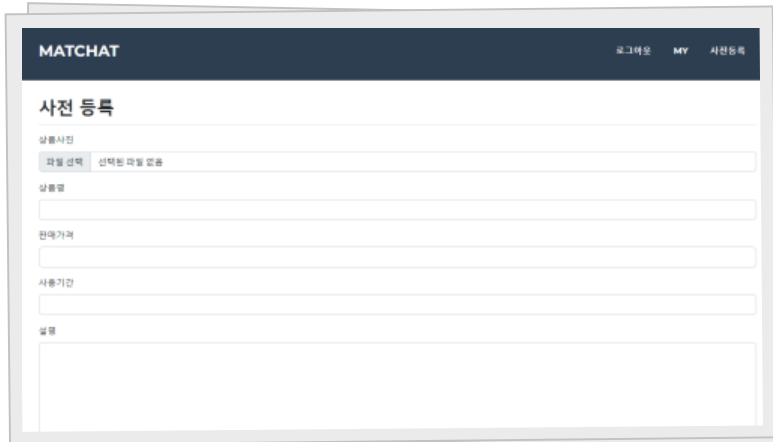 MATCHAT
로그아웃 MY 사전등록
사전 등록
상품사진
파일 선택 선택된 파일 없음
상품명
판매가격
사용기간
설명